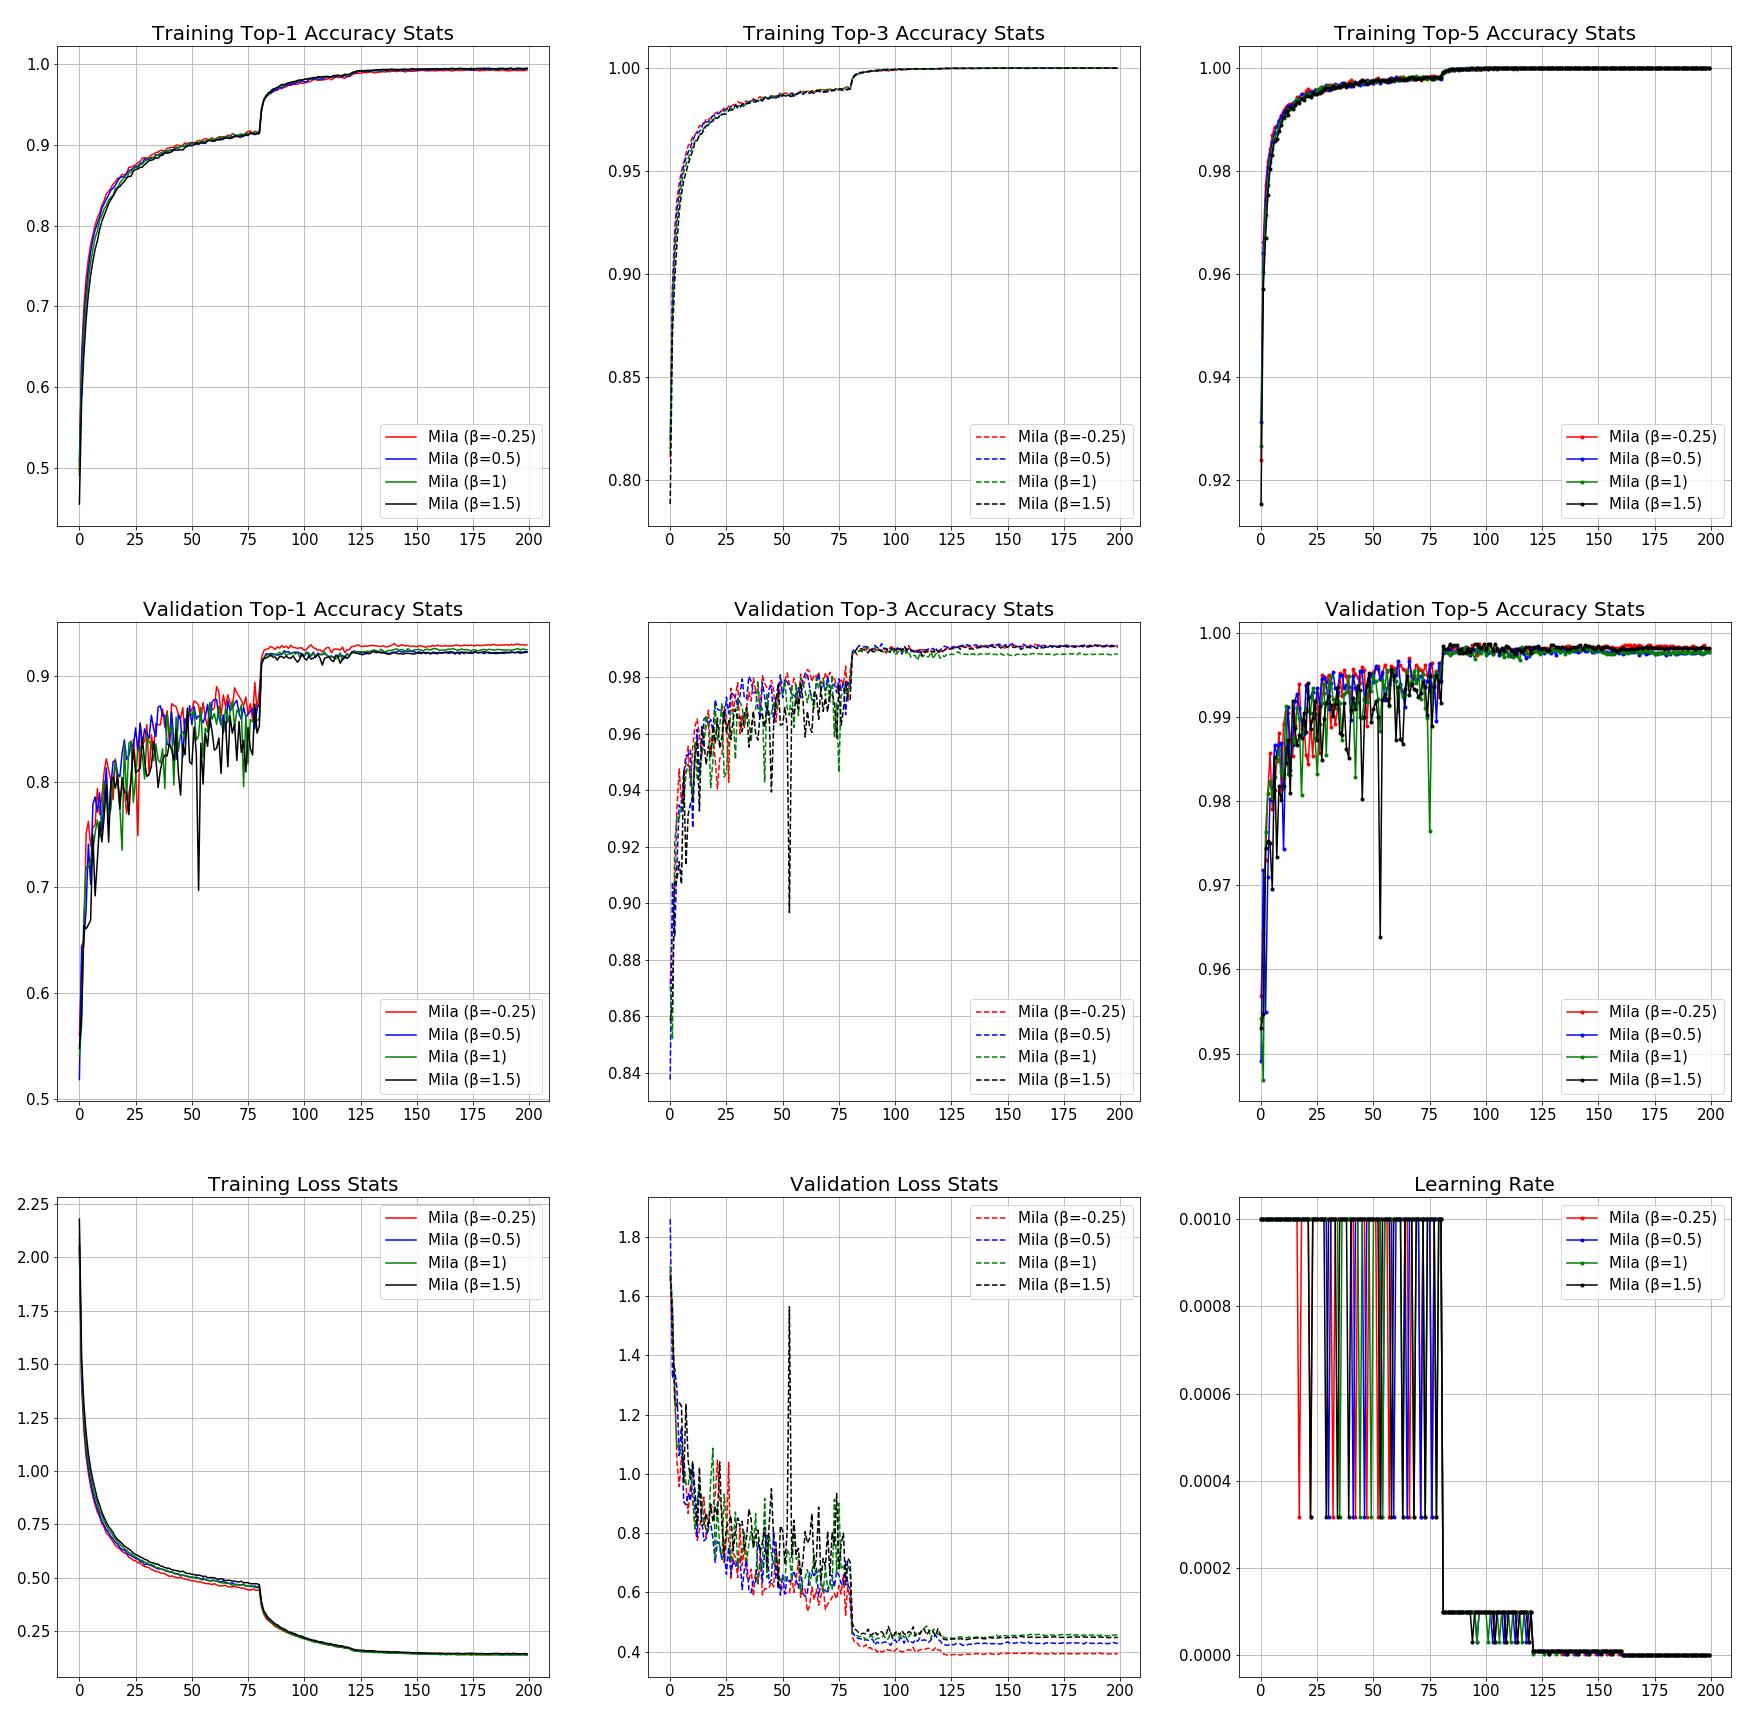 Training Top-1 Accuracy Stats
1.0
0.9
0.8
0.7
0.6
0.5
0 25 50 75 100 125 150 175 200
Mila (β=-0.25)
Mila (β=0.5)
Mila (β=1)
Mila (β=1.5)
Training Top-3 Accuracy Stats
1.00
0.95
0.90
0.85
0.80
0 25 50 75 100 125 150 175 200
Mila (β=-0.25)
Mila (β=0.5)
Mila (β=1)
Mila (β=1.5)
Training Top-5 Accuracy Stats
1.00
0.98
0.96
0.94
0.92
0 25 50 75 100 125 150 175 200
Mila (β=-0.25)
Mila (β=0.5)
Mila (β=1)
Mila (β=1.5)
Validation Top-1 Accuracy Stats
0.9
0.8
0.7
0.6
0.5
0 25 50 75 100 125 150 175 200
Mila (β=-0.25)
Mila (β=0.5)
Mila (β=1)
Mila (β=1.5)
Validation Top-3 Accuracy Stats
0.98
0.96
0.94
0.92
0.90
0.88
0.86
0.84
0 25 50 75 100 125 150 175 200
Mila (β=-0.25)
Mila (β=0.5)
Mila (β=1)
Mila (β=1.5)
Validation Top-5 Accuracy Stats
1.00
0.99
0.98
0.97
0.96
0.95
0 25 50 75 100 125 150 175 200
Mila (β=-0.25)
Mila (β=0.5)
Mila (β=1)
Mila (β=1.5)
Training Loss Stats
2.25
2.00
1.75
1.50
1.25
1.00
0.75
0.50
0.25
0 25 50 75 100 125 150 175 200
Mila (β=-0.25)
Mila (β=0.5)
Mila (β=1)
Mila (β=1.5)
Validation Loss Stats
1.8
1.6
1.4
1.2
1.0
0.8
0.6
0.4
0 25 50 75 100 125 150 175 200
Mila (β=-0.25)
Mila (β=0.5)
Mila (β=1)
Mila (β=1.5)
Learning Rate
0.0010
0.0008
0.0006
0.0004
0.0002
0.0000
0 25 50 75 100 125 150 175 200
Mila (β=-0.25)
Mila (β=0.5)
Mila (β=1)
Mila (β=1.5)